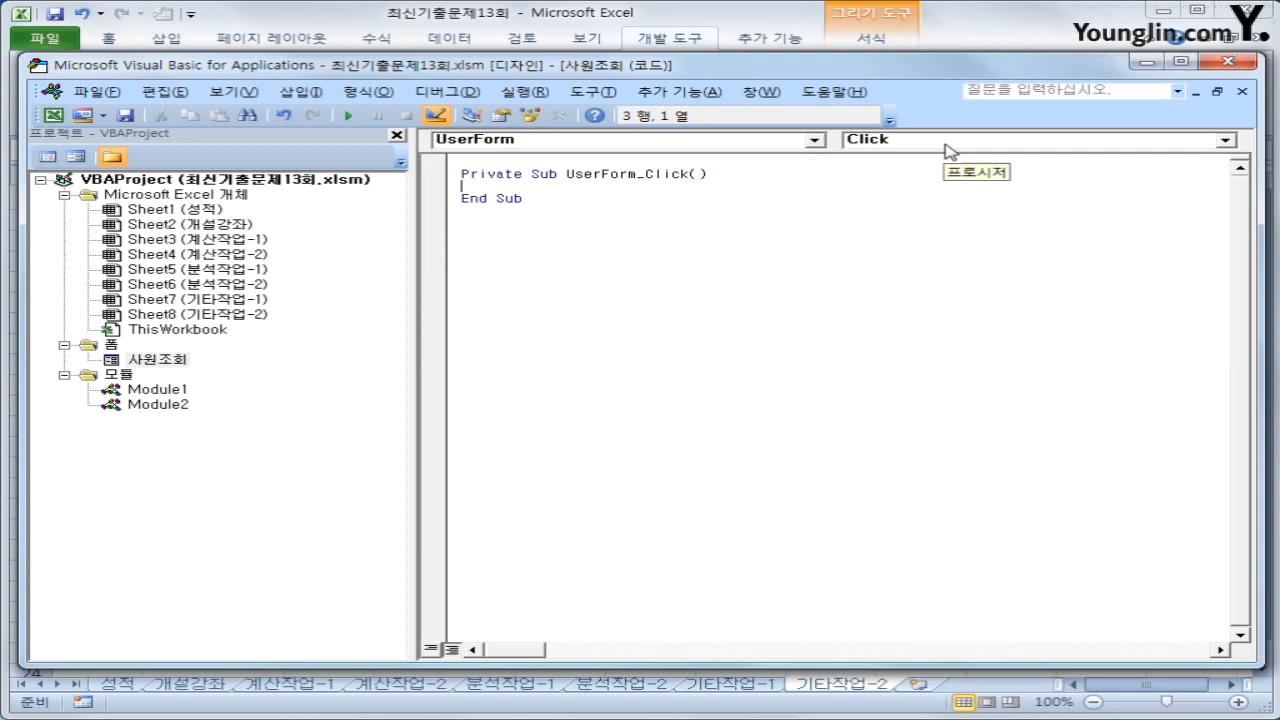 최신기출문제13회 - Microsoft Excel
그리기 도구
파일 홈 삽입 페이지 레이아웃 수식 데이터 검토 보기 개발 도구 추가 기능 서식
Younglin.com Y.
Microsoft Visual Basic for Applications - 최신기출문제13회.xlsm [디자인] - [사원조회 (코드)]
파일(F) 편집(E) 보기(V) 삽입(I) 형식(O) 디버그(D) 실행(R) 도구(T) 추가 기능(A) 창(W) 도움말(H)
질문을 입력하십시오.
3 행, 1 열
프로젝트 - VBAProject
UserForm
Click
프로시저
VBAProject (최신기출문제13회.xlsm)
Microsoft Excel 개체
Sheet1 (성적)
Sheet2 (개설강좌)
Sheet3 (계산작업-1)
Sheet4 (계산작업-2)
Sheet5 (분석작업-1)
Sheet6 (분석작업-2)
Sheet7 (기타작업-1)
Sheet8 (기타작업-2)
ThisWorkbook
폼
사원조회
모듈
Module1
Module2
Private Sub UserForm_Click()
End Sub
24
성적 개설강좌 계산작업-1 계산작업-2 분석작업-1 분석작업-2 기타작업-1 기타작업-2
준비
100%